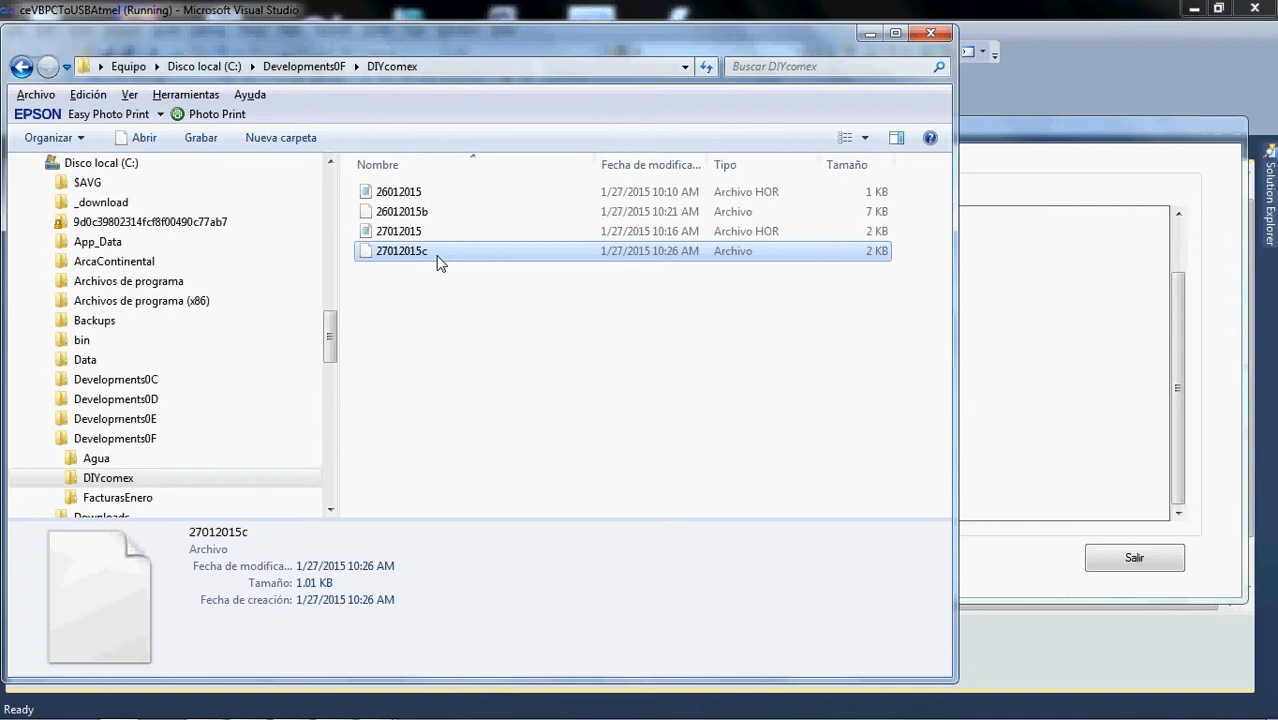 ceVBPCToUSBAtmel (Running) - Microsoft Visual Studio
Equipo Disco local (C:) Developments0F DIYcomex
Buscar DIYcomex
Archivo Edición Ver Herramientas Ayuda
EPSON Easy Photo Print Photo Print
Organizar Abrir Grabar Nueva carpeta
Disco local (C:)
$AVG
_download
9d0c39802314fcf8f00490c77ab7
App_Data
ArcaContinental
Archivos de programa
Archivos de programa (x86)
Backups
bin
Data
Developments0C
Developments0D
Developments0E
Developments0F
Agua
DIYcomex
FacturasEnero
Downloads
Nombre Fecha de modifica... Tipo Tamaño
26012015 1/27/2015 10:10 AM Archivo HOR 1 KB
26012015b 1/27/2015 10:21 AM Archivo 7 KB
27012015 1/27/2015 10:16 AM Archivo HOR 2 KB
27012015c 1/27/2015 10:26 AM Archivo 2 KB
27012015c
Archivo
Fecha de modifica... 1/27/2015 10:26 AM
Tamaño: 1.01 KB
Fecha de creación: 1/27/2015 10:26 AM
Salir
Solution Explorer
Ready